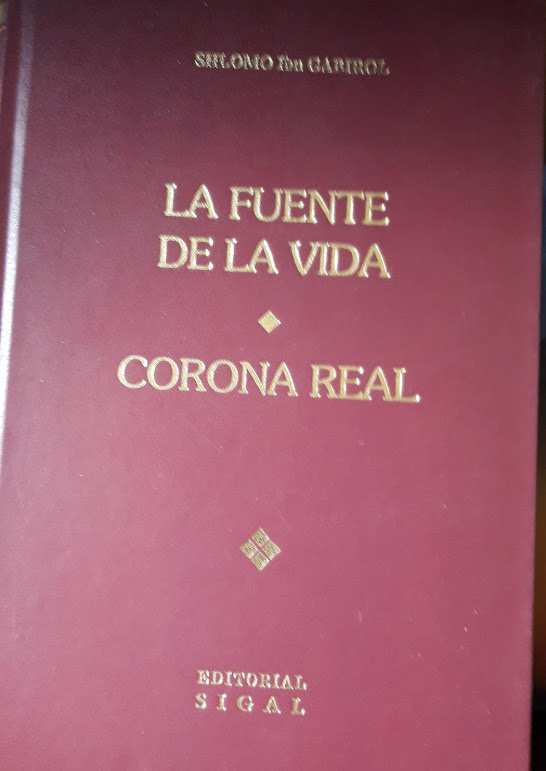 SHLOMO Ibn GABIROL
LA FUENTE
DE LA VIDA
CORONA REAL
EDITORIAL
SIGAL